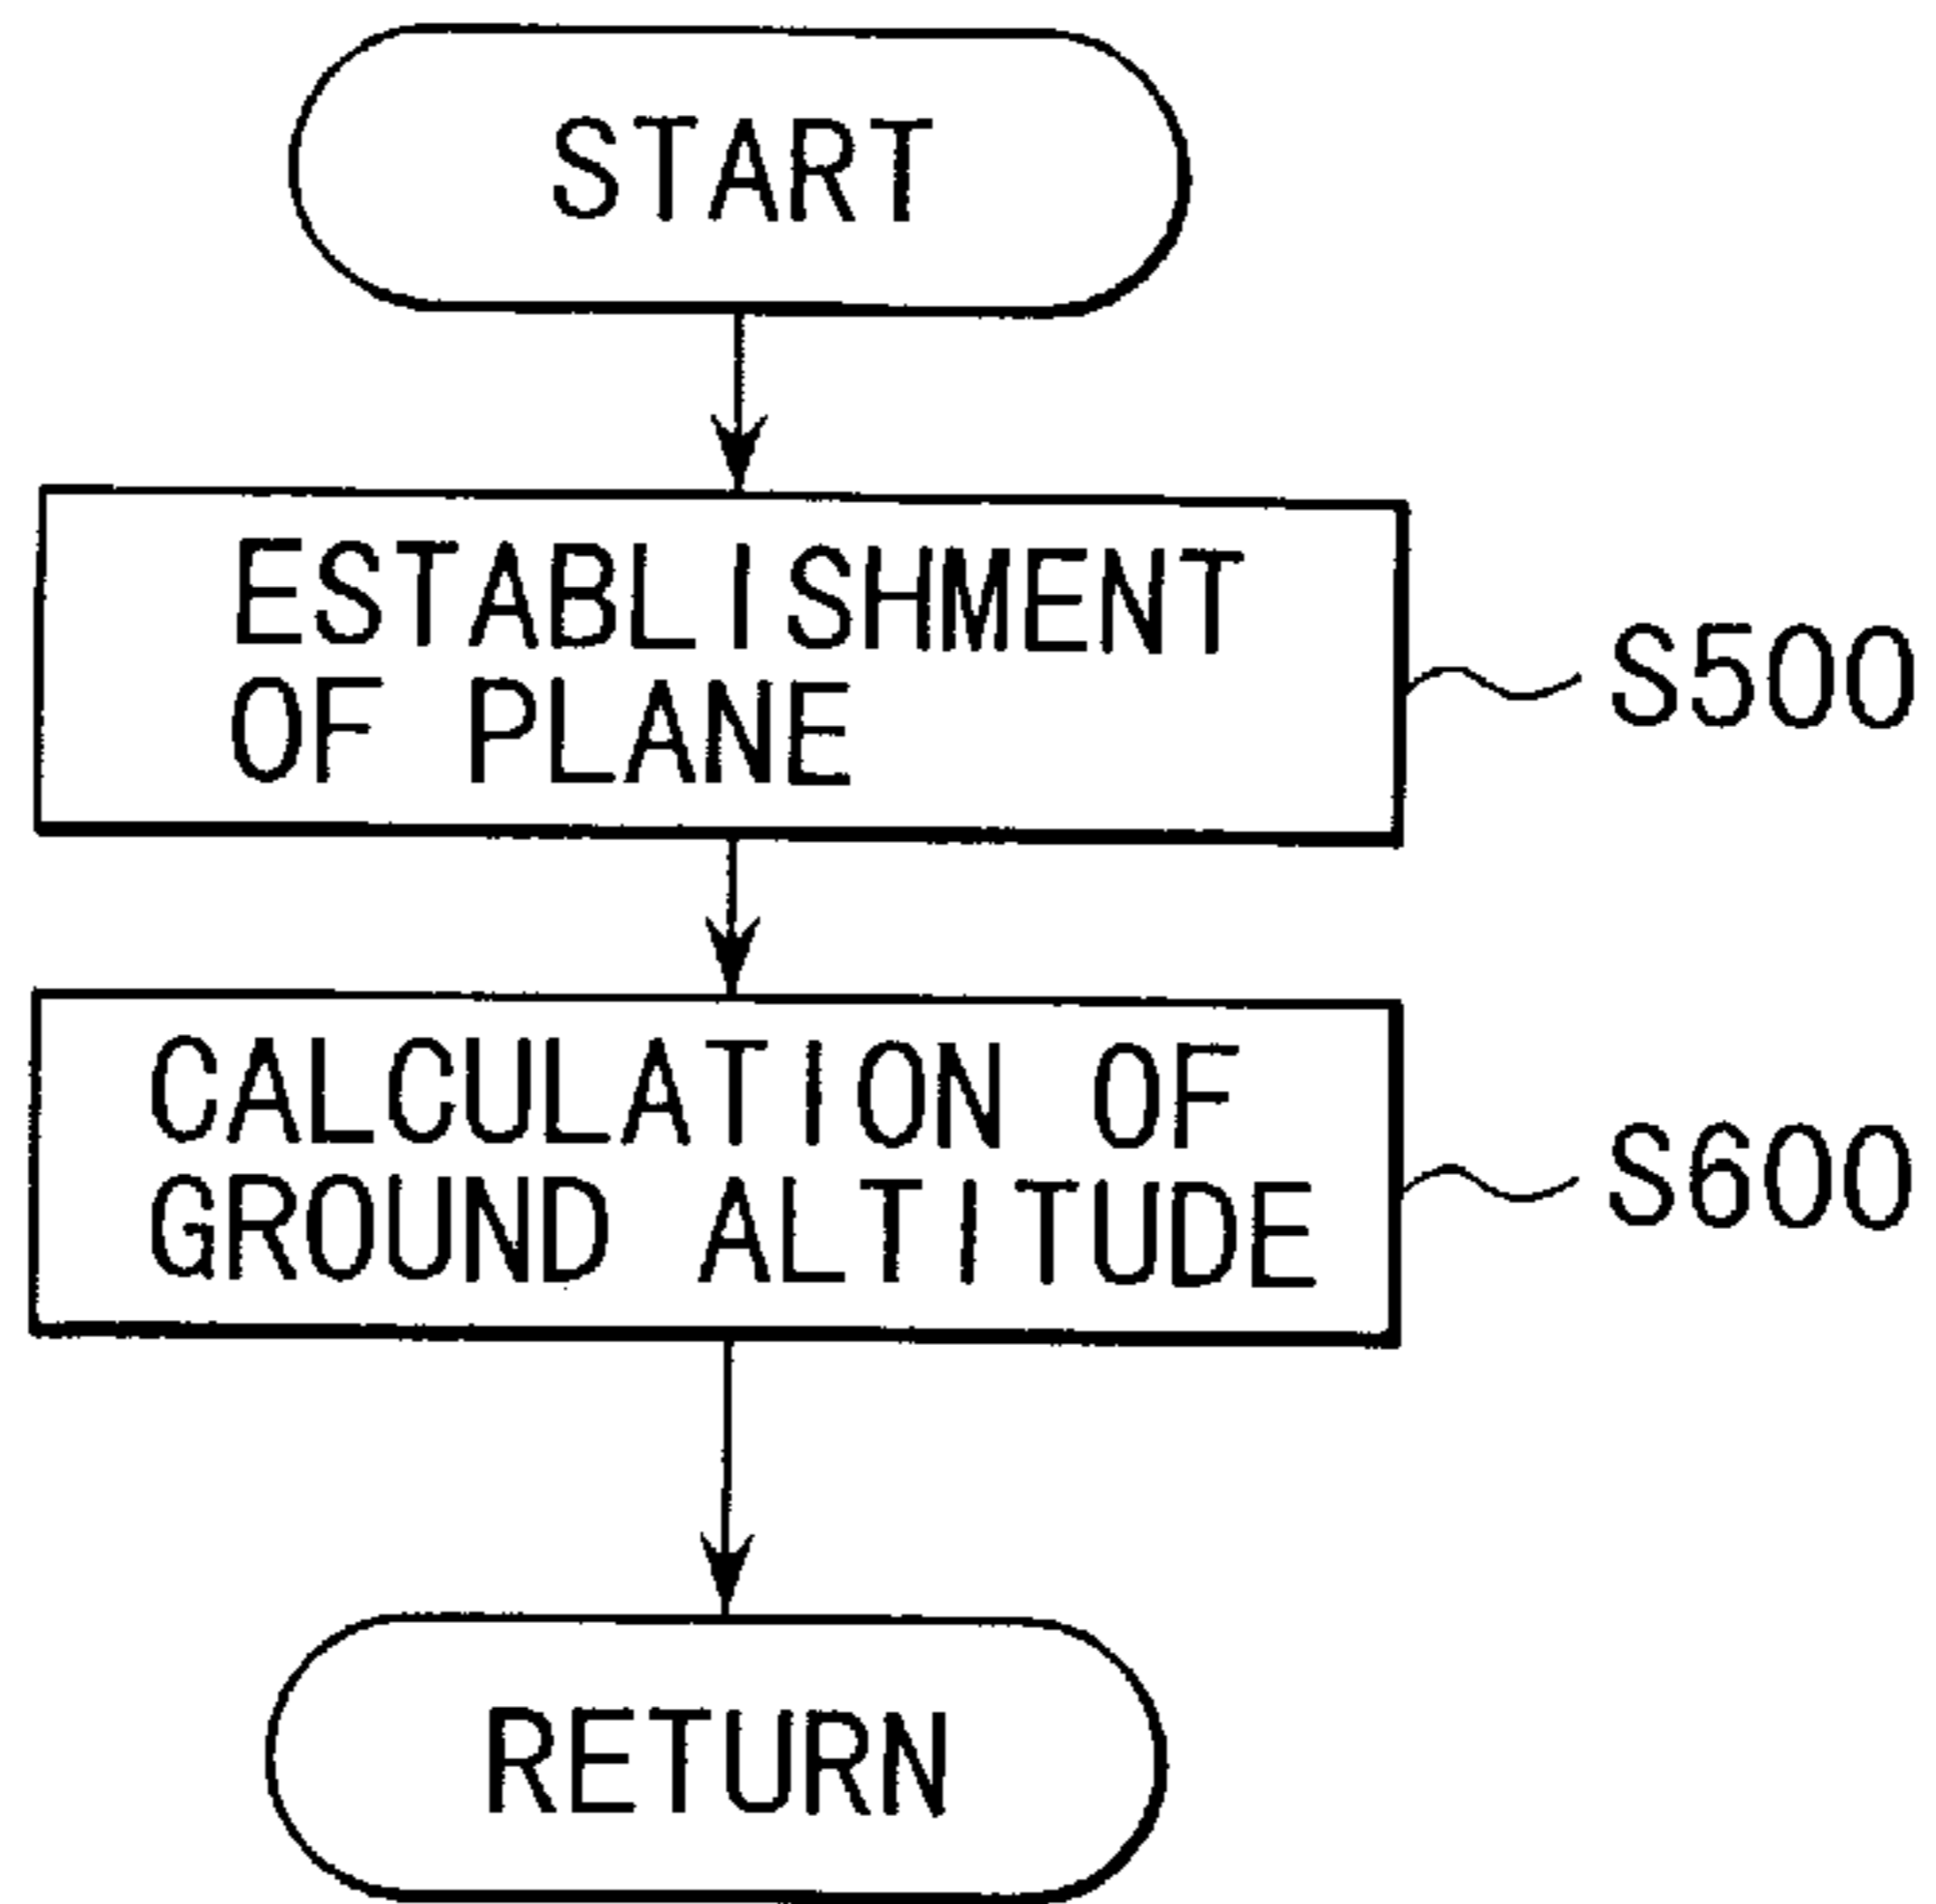 START
ESTABLISHMENT
OF PLANE
S500
CALCULATION OF
GROUND ALTITUDE
S600
RETURN